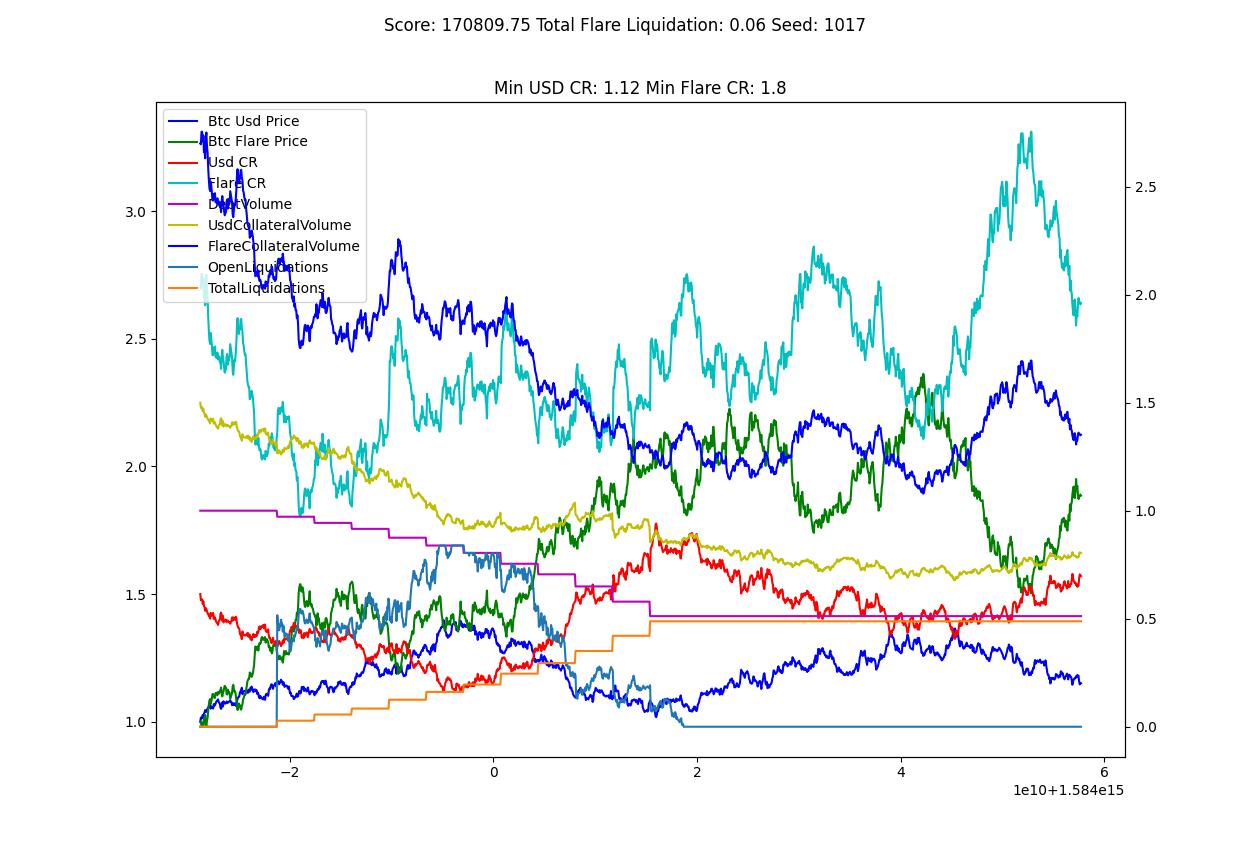 Score: 170809.75 Total Flare Liquidation: 0.06 Seed: 1017
Min USD CR: 1.12 Min Flare CR: 1.8
Btc Usd Price
Btc Flare Price
Usd CR
Flare CR
DebtVolume
UsdCollateralVolume
FlareCollateralVolume
OpenLiquidations
TotalLiquidations
3.0
2.5
2.0
1.5
1.0
2.5
2.0
1.5
1.0
0.5
0.0
−2
0
2
4
6
1e10+1.584e15